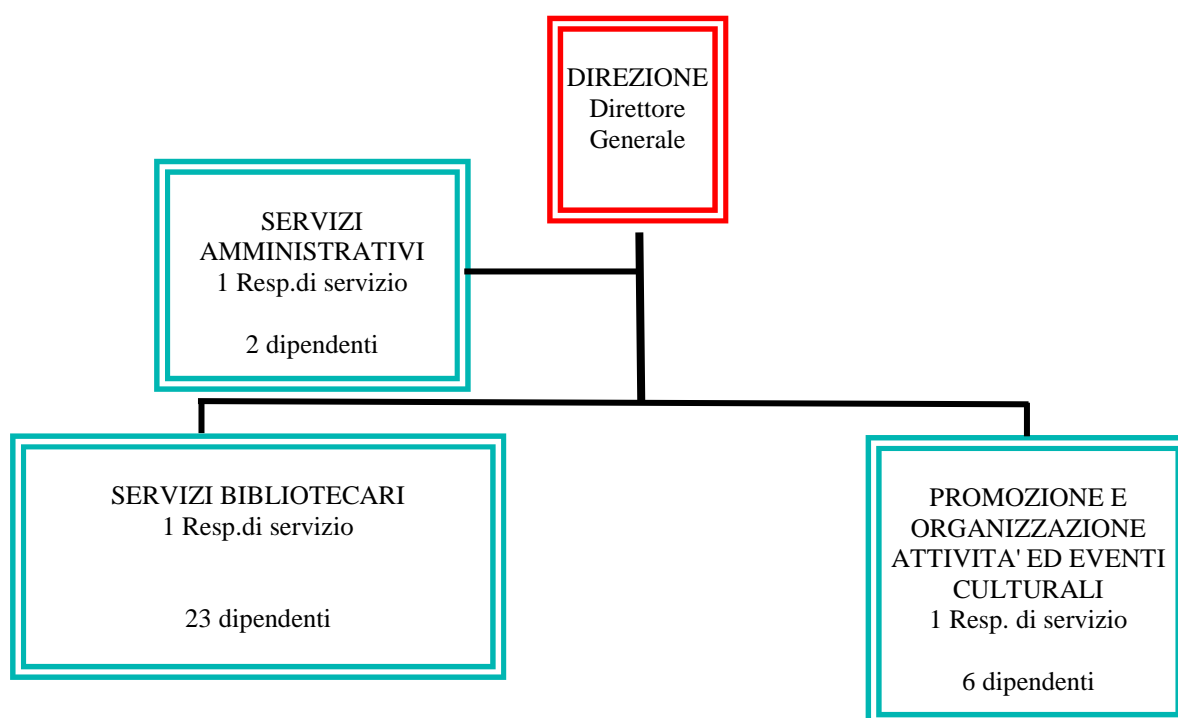 DIREZIONE
Direttore
Generale
SERVIZI
AMMINISTRATIVI
1 Resp.di servizio
2 dipendenti
SERVIZI BIBLIOTECARI
1 Resp.di servizio
23 dipendenti
PROMOZIONE E
ORGANIZZAZIONE
ATTIVITA' ED EVENTI
CULTURALI
1 Resp. di servizio
6 dipendenti